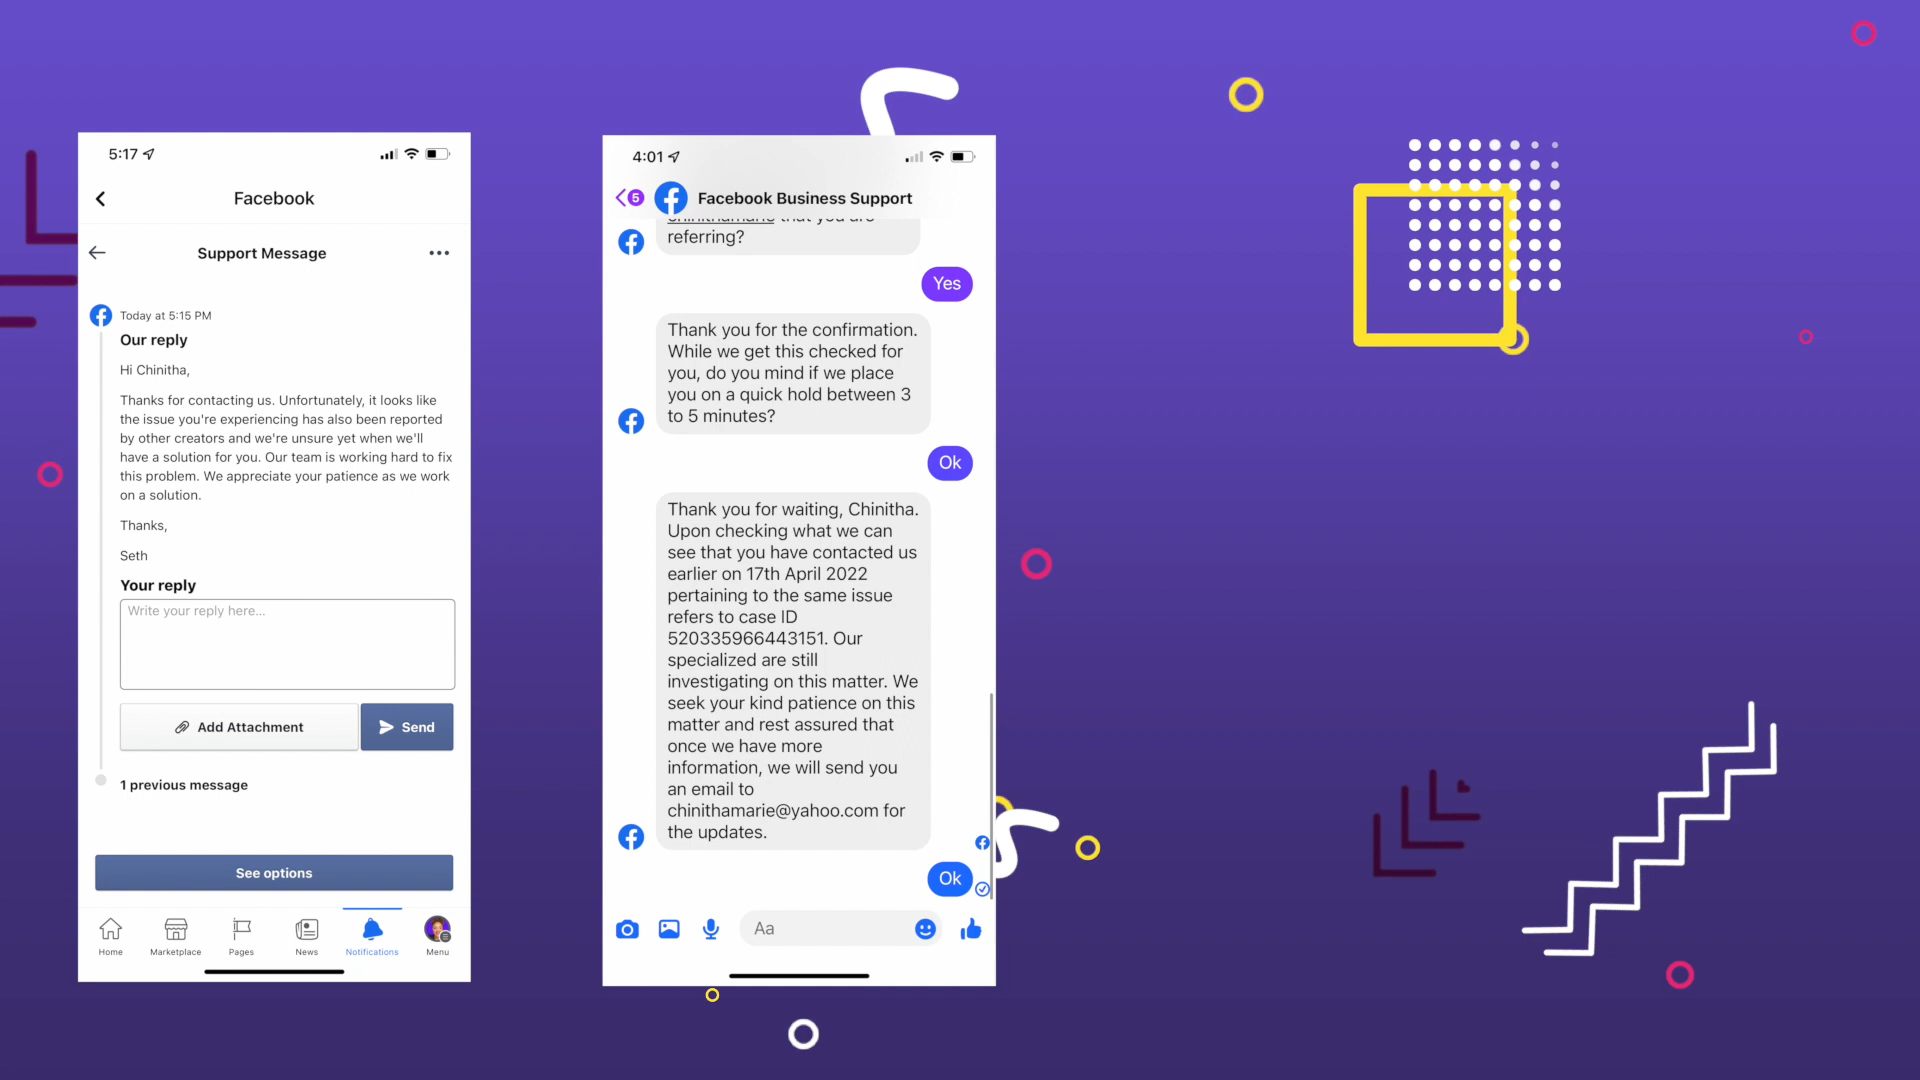 5:17
Facebook
Support Message
Today at 5:15 PM
Our reply
Hi Chinitha,
Thanks for contacting us. Unfortunately, it looks like
the issue you're experiencing has also been reported
by other creators and we're unsure yet when we'll
have a solution for you. Our team is working hard to fix
this problem. We appreciate your patience as we work
on a solution.
Thanks,
Seth
Your reply
Write your reply here...
Add Attachment
Send
1 previous message
See options
Home
Marketplace
Pages
News
Notifications
Menu
4:01
5
Facebook Business Support
chinithamarie that you are
referring?
Yes
Thank you for the confirmation.
While we get this checked for
you, do you mind if we place
you on a quick hold between 3
to 5 minutes?
Ok
Thank you for waiting, Chinitha.
Upon checking what we can
see that you have contacted us
earlier on 17th April 2022
pertaining to the same issue
refers to case ID
520335966443151. Our
specialized are still
investigating on this matter. We
seek your kind patience on this
matter and rest assured that
once we have more
information, we will send you
an email to
chinithamarie@yahoo.com for
the updates.
Ok
Aa